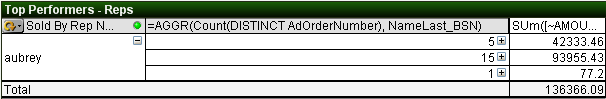 Top Performers - Reps
Sold By Rep N... =AGGR(Count(DISTINCT AdOrderNumber), NameLast_BSN) SUm([~AMOU...
aubrey 5 42333.46
15 93955.43
1 77.2
Total 136366.09